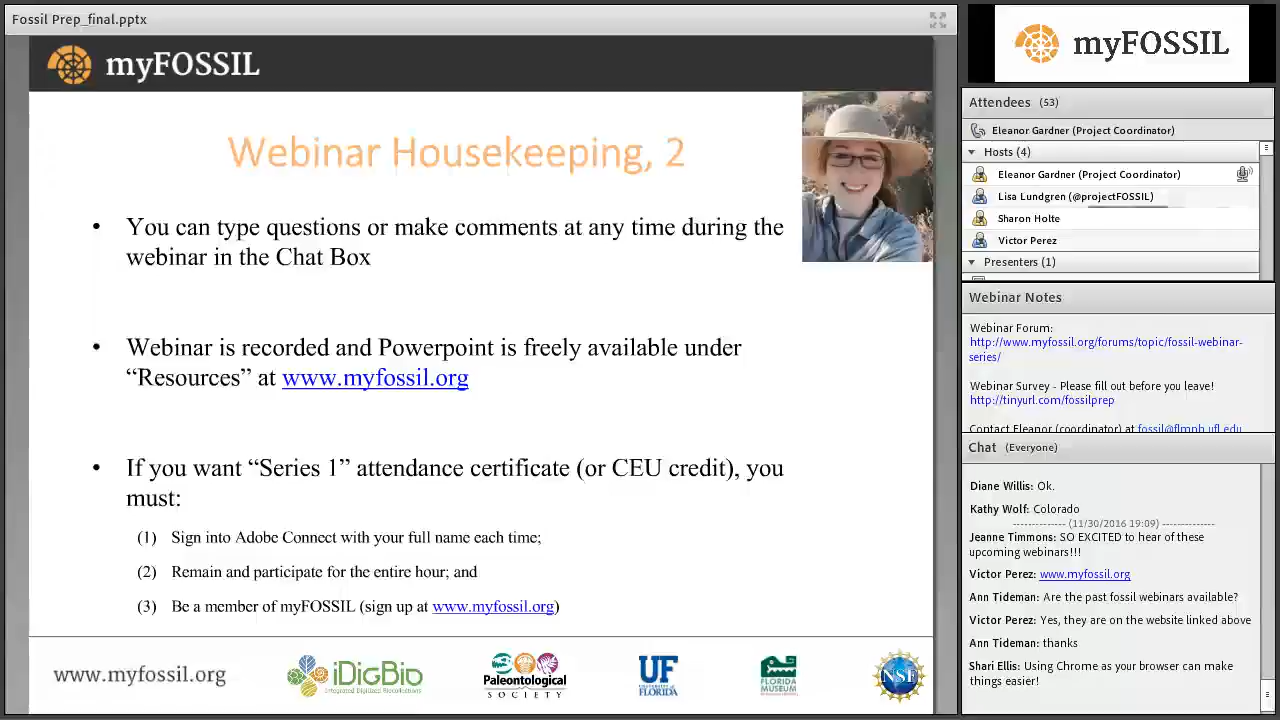 Fossil Prep_final.pptx
myFOSSIL
Webinar Housekeeping, 2
• You can type questions or make comments at any time during the
webinar in the Chat Box
• Webinar is recorded and Powerpoint is freely available under
“Resources” at www.myfossil.org
• If you want “Series 1” attendance certificate (or CEU credit), you
must:
(1) Sign into Adobe Connect with your full name each time;
(2) Remain and participate for the entire hour; and
(3) Be a member of myFOSSIL (sign up at www.myfossil.org)
www.myfossil.org
iDigBio
Integrated Digitized Biocollections
Paleontological
SOCIETY
UF
UNIVERSITY of
FLORIDA
FLORIDA
MUSEUM
NSF
myFOSSIL
Attendees (53)
Eleanor Gardner (Project Coordinator)
Hosts (4)
Eleanor Gardner (Project Coordinator)
Lisa Lundgren (@projectFOSSIL)
Sharon Holte
Victor Perez
Presenters (1)
Webinar Notes
Webinar Forum:
http://www.myfossil.org/forums/topic/fossil-webinar-
series/
Webinar Survey - Please fill out before you leave!
http://tinyurl.com/fossilprep
Contact Eleanor (coordinator) at fossil@flmnh.ufl.edu
Chat (Everyone)
Diane Willis: Ok.
Kathy Wolf: Colorado
-------------- (11/30/2016 19:09) --------------
Jeanne Timmons: SO EXCITED to hear of these
upcoming webinars!!!
Victor Perez: www.myfossil.org
Ann Tideman: Are the past fossil webinars available?
Victor Perez: Yes, they are on the website linked above
Ann Tideman: thanks
Shari Ellis: Using Chrome as your browser can make
things easier!